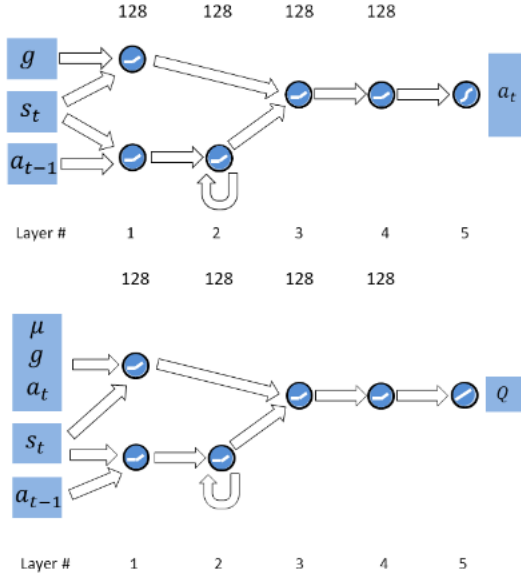 128 128 128 128
g
s_t
a_{t-1}
a_t
Layer # 1 2 3 4 5
128 128 128 128
μ
g
a_t
s_t
a_{t-1}
Q
Layer # 1 2 3 4 5